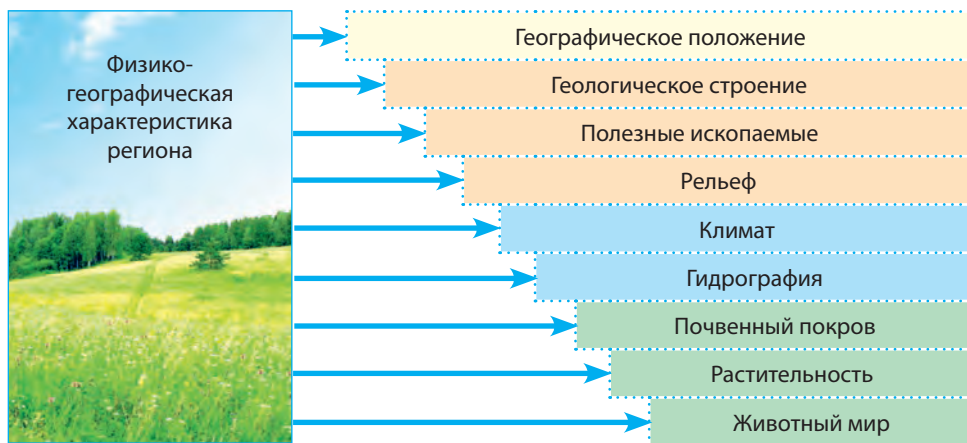 Физико-
географическая
характеристика
региона
Географическое положение
Геологическое строение
Полезные ископаемые
Рельеф
Климат
Гидрография
Почвенный покров
Растительность
Животный мир